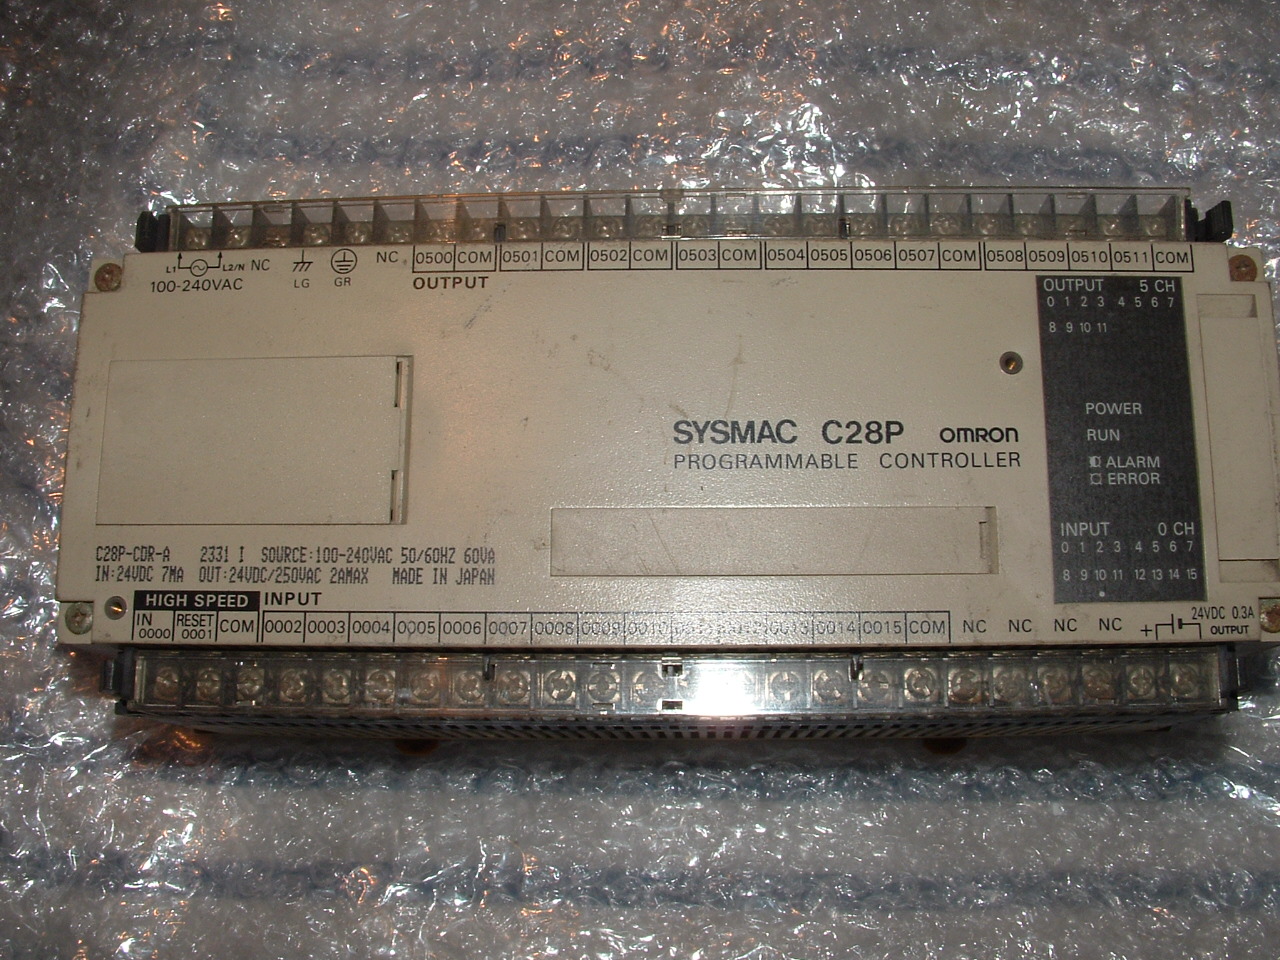 L1 L2/N NC LG GR NC 0500 COM 0501 COM 0502 COM 0503 COM 0504 0505 0506 0507 COM 0508 0509 0510 0511 COM
100-240VAC
OUTPUT
OUTPUT 5 CH
0 1 2 3 4 5 6 7
8 9 10 11
POWER
RUN
ALARM
ERROR
SYSMAC C28P OMRON
PROGRAMMABLE CONTROLLER
INPUT 0 CH
0 1 2 3 4 5 6 7
8 9 10 11 12 13 14 15
C28P-CDR-A 2331 I SOURCE:100-240VAC 50/60HZ 60VA
IN:24VDC 7MA OUT:24VDC/250VAC 2AMAX MADE IN JAPAN
HIGH SPEED INPUT
IN 0000 RESET 0001 COM 0002 0003 0004 0005 0006 0007 0008 0009 0010 0013 0014 0015 COM NC NC NC NC +
24VDC 0.3A
OUTPUT